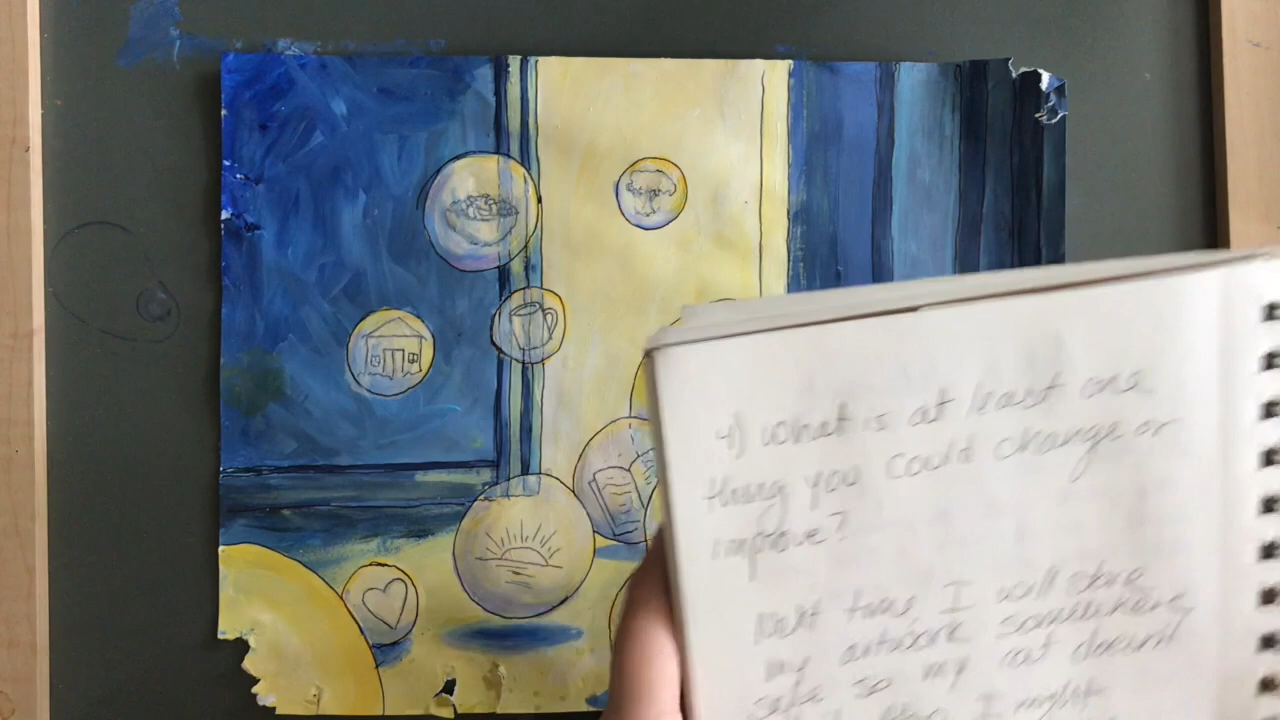 4) What is at least one
thing you could change or
improve?
Next time, I will store
my artwork somewhere
safe so my cat doesn't
I might